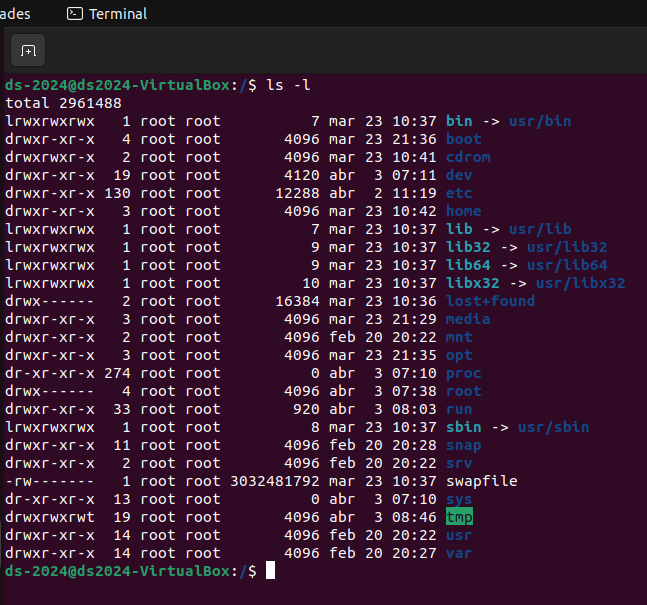 ades Terminal
ds-2024@ds2024-VirtualBox:/$ ls -l
total 2961488
lrwxrwxrwx   1 root root          7 mar 23 10:37 bin -> usr/bin
drwxr-xr-x   4 root root       4096 mar 23 21:36 boot
drwxrwxr-x   2 root root       4096 mar 23 10:41 cdrom
drwxr-xr-x  19 root root       4120 abr  3 07:11 dev
drwxr-xr-x 130 root root      12288 abr  2 11:19 etc
drwxr-xr-x   3 root root       4096 mar 23 10:42 home
lrwxrwxrwx   1 root root          7 mar 23 10:37 lib -> usr/lib
lrwxrwxrwx   1 root root          9 mar 23 10:37 lib32 -> usr/lib32
lrwxrwxrwx   1 root root          9 mar 23 10:37 lib64 -> usr/lib64
lrwxrwxrwx   1 root root         10 mar 23 10:37 libx32 -> usr/libx32
drwx------   2 root root      16384 mar 23 10:36 lost+found
drwxr-xr-x   3 root root       4096 mar 23 21:29 media
drwxr-xr-x   2 root root       4096 feb 20 20:22 mnt
drwxr-xr-x   3 root root       4096 mar 23 21:35 opt
dr-xr-xr-x 274 root root          0 abr  3 07:10 proc
drwx------   4 root root       4096 abr  3 07:38 root
drwxr-xr-x  33 root root        920 abr  3 08:03 run
lrwxrwxrwx   1 root root          8 mar 23 10:37 sbin -> usr/sbin
drwxr-xr-x  11 root root       4096 feb 20 20:28 snap
drwxr-xr-x   2 root root       4096 feb 20 20:22 srv
-rw-------   1 root root 3032481792 mar 23 10:37 swapfile
dr-xr-xr-x  13 root root          0 abr  3 07:10 sys
drwxrwxrwt  19 root root       4096 abr  3 08:46 tmp
drwxr-xr-x  14 root root       4096 feb 20 20:22 usr
drwxr-xr-x  14 root root       4096 feb 20 20:27 var
ds-2024@ds2024-VirtualBox:/$